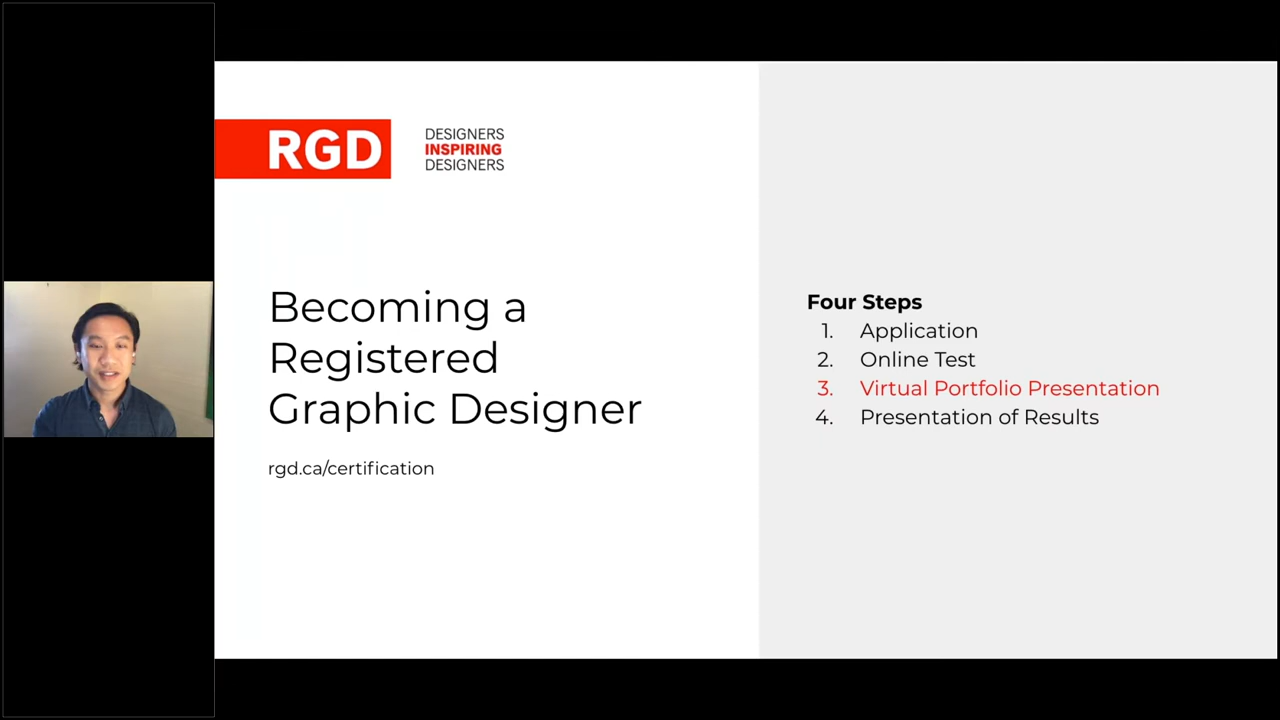 RGD
DESIGNERS
INSPIRING
DESIGNERS
Becoming a
Registered
Graphic Designer
rgd.ca/certification
Four Steps
1. Application
2. Online Test
3. Virtual Portfolio Presentation
4. Presentation of Results